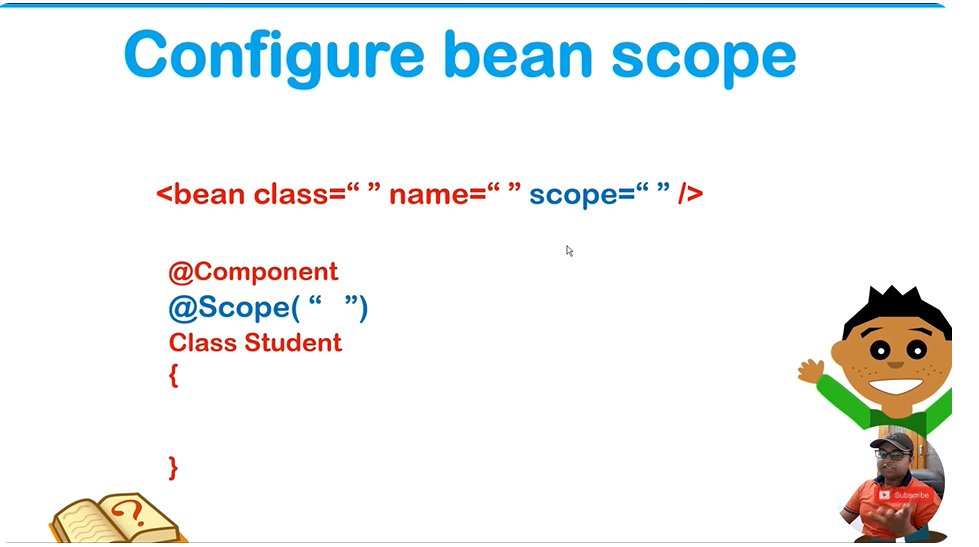 Configure bean scope
<bean class=“ ” name=“ ” scope=“ ” />
@Component
@Scope( “   ”)
Class Student
{
}
?
Subscribe